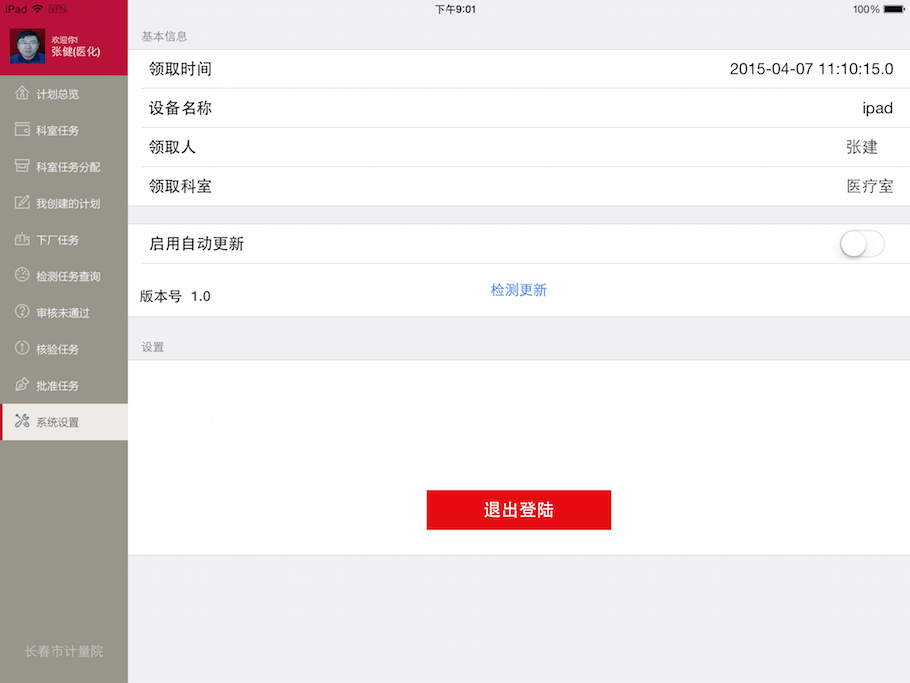 iPad VPN
下午9:01
100%
欢迎你!
张健(医化)
计划总览
科室任务
科室任务分配
我创建的计划
下厂任务
检测任务查询
审核未通过
核验任务
批准任务
系统设置
长春市计量院
基本信息
领取时间 2015-04-07 11:10:15.0
设备名称 ipad
领取人 张建
领取科室 医疗室
启用自动更新
版本号 1.0 检测更新
设置
退出登陆